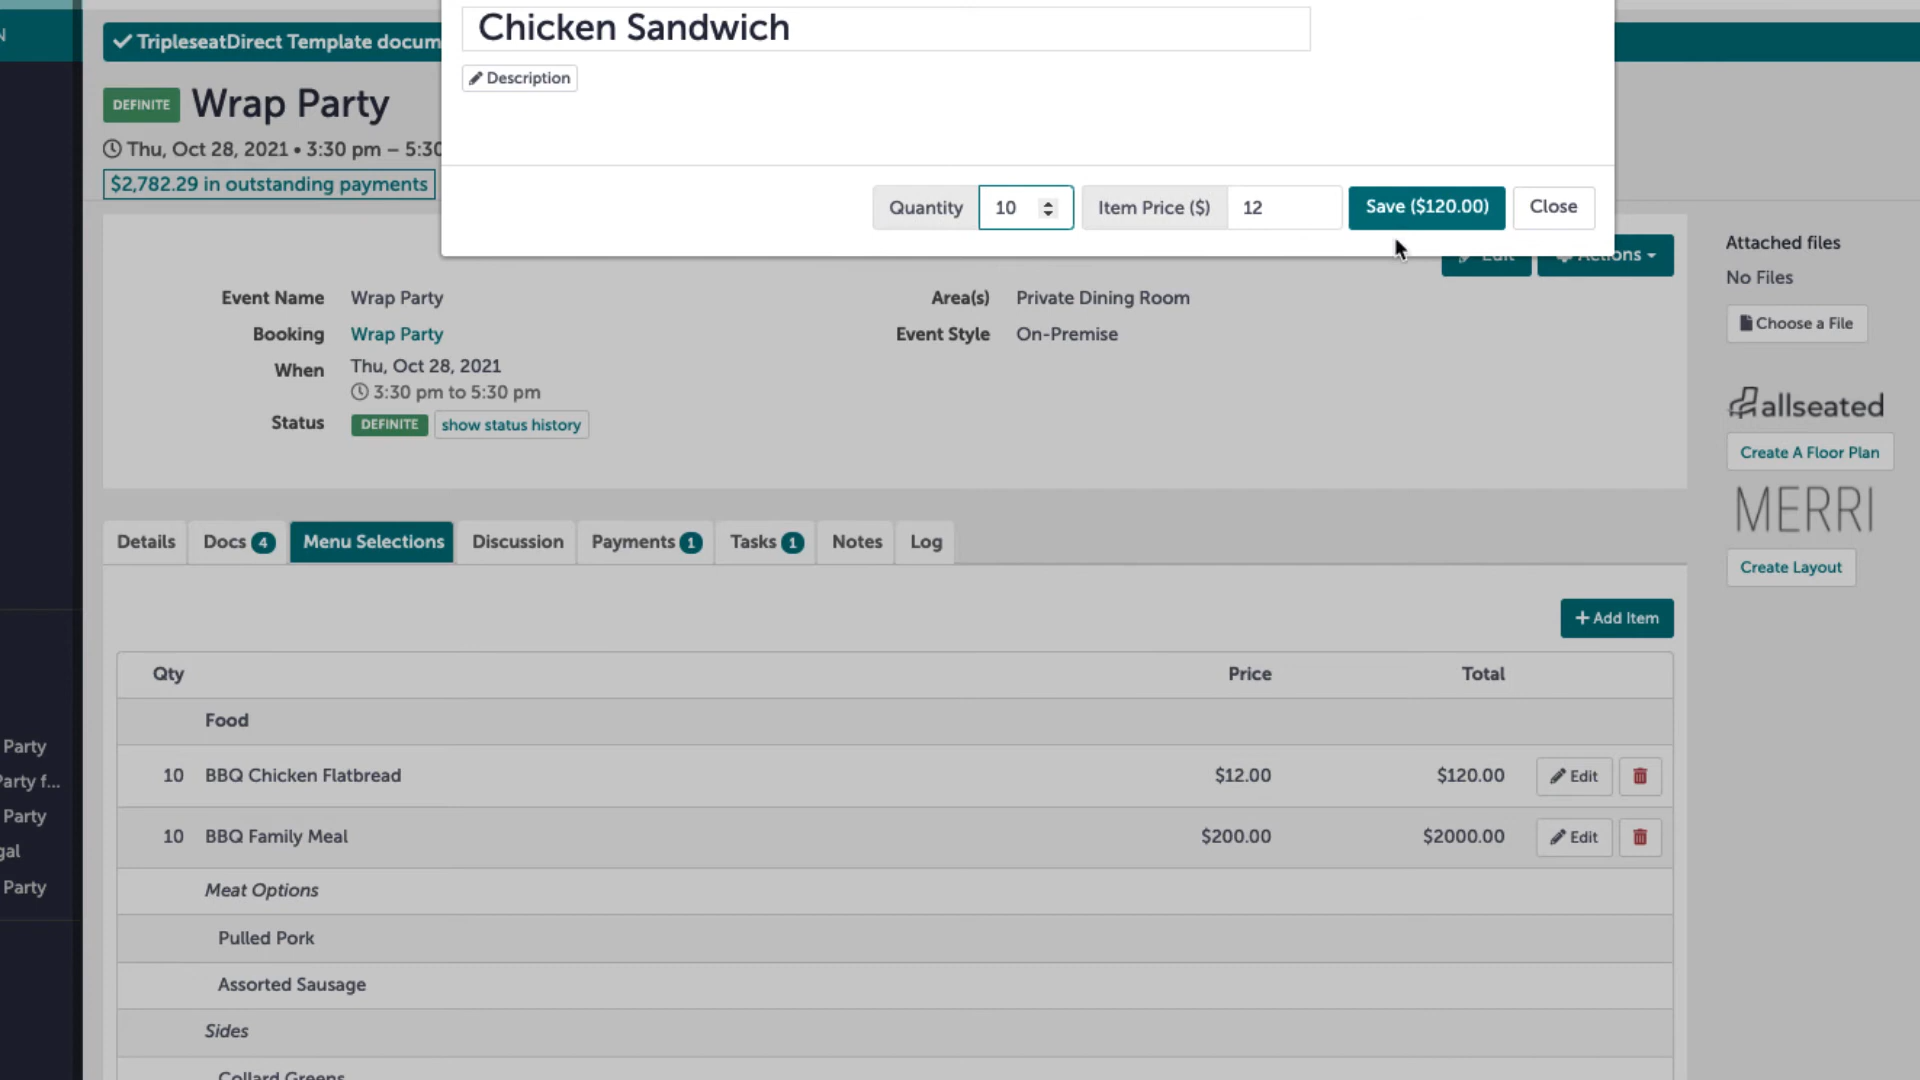 N
Chicken Sandwich
TripleseatDirect Template docum
Description
DEFINITE Wrap Party
Thu, Oct 28, 2021 • 3:30 pm – 5:30
$2,782.29 in outstanding payments
Quantity 10 Item Price ($) 12 Save ($120.00) Close
Edit Actions
Attached files
No Files
Choose a File
Event Name Wrap Party Area(s) Private Dining Room
Booking Wrap Party Event Style On-Premise
When Thu, Oct 28, 2021
3:30 pm to 5:30 pm
Status DEFINITE show status history
allseated
Create A Floor Plan
MERRI
Create Layout
Details Docs 4 Menu Selections Discussion Payments 1 Tasks 1 Notes Log
+ Add Item
Qty Price Total
Food
10 BBQ Chicken Flatbread $12.00 $120.00 Edit
10 BBQ Family Meal $200.00 $2000.00 Edit
Meat Options
Pulled Pork
Assorted Sausage
Sides
Collard Greens
Party
Party f...
Party
gal
Party